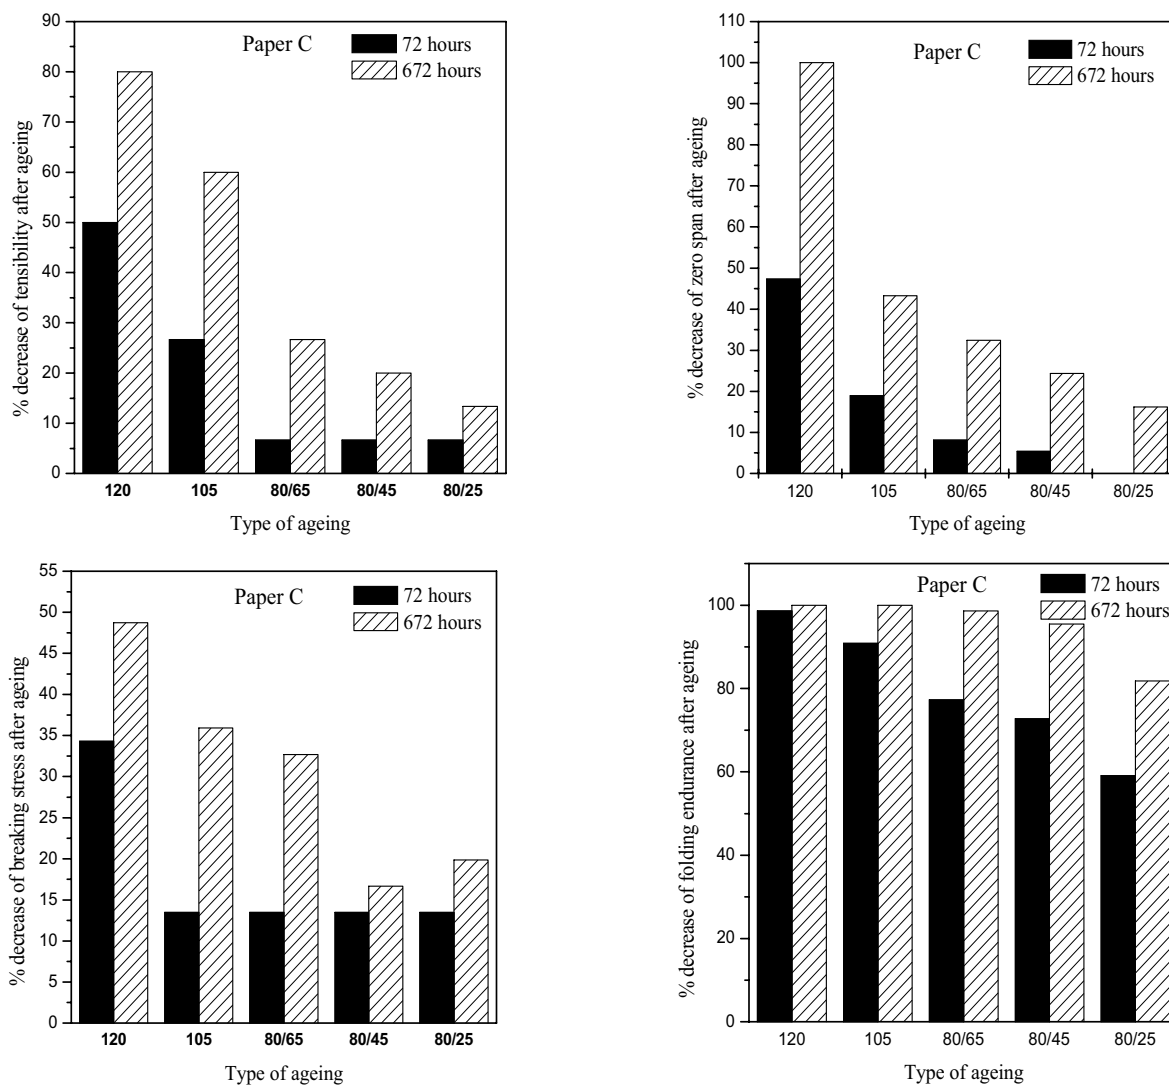 90
80
70
60
50
40
30
20
10
0
% decrease of tensibility after ageing
Paper C
72 hours
672 hours
120 105 80/65 80/45 80/25
Type of ageing
110
100
90
80
70
60
50
40
30
20
10
0
% decrease of zero span after ageing
Paper C
72 hours
672 hours
120 105 80/65 80/45 80/25
Type of ageing
55
50
45
40
35
30
25
20
15
10
5
0
% decrease of breaking stress after ageing
Paper C
72 hours
672 hours
120 105 80/65 80/45 80/25
Type of ageing
100
80
60
40
20
0
% decrease of folding endurance after ageing
Paper C
72 hours
672 hours
120 105 80/65 80/45 80/25
Type of ageing